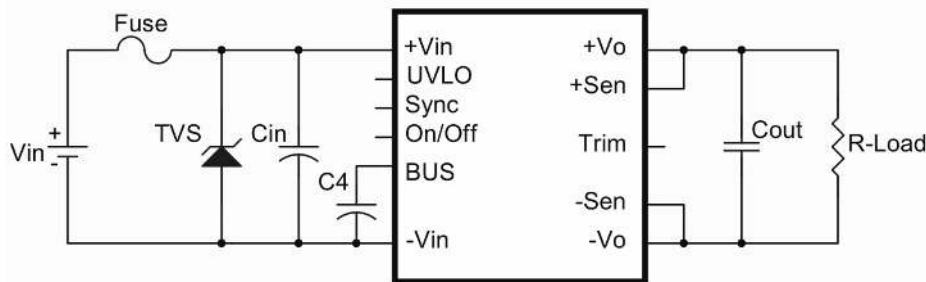 Fuse
+Vin
+Vo
UVLO
+Sen
Sync
On/Off
TVS
Cin
Trim
Cout
R-Load
+
Vin
-
C4
BUS
-Sen
-Vin
-Vo